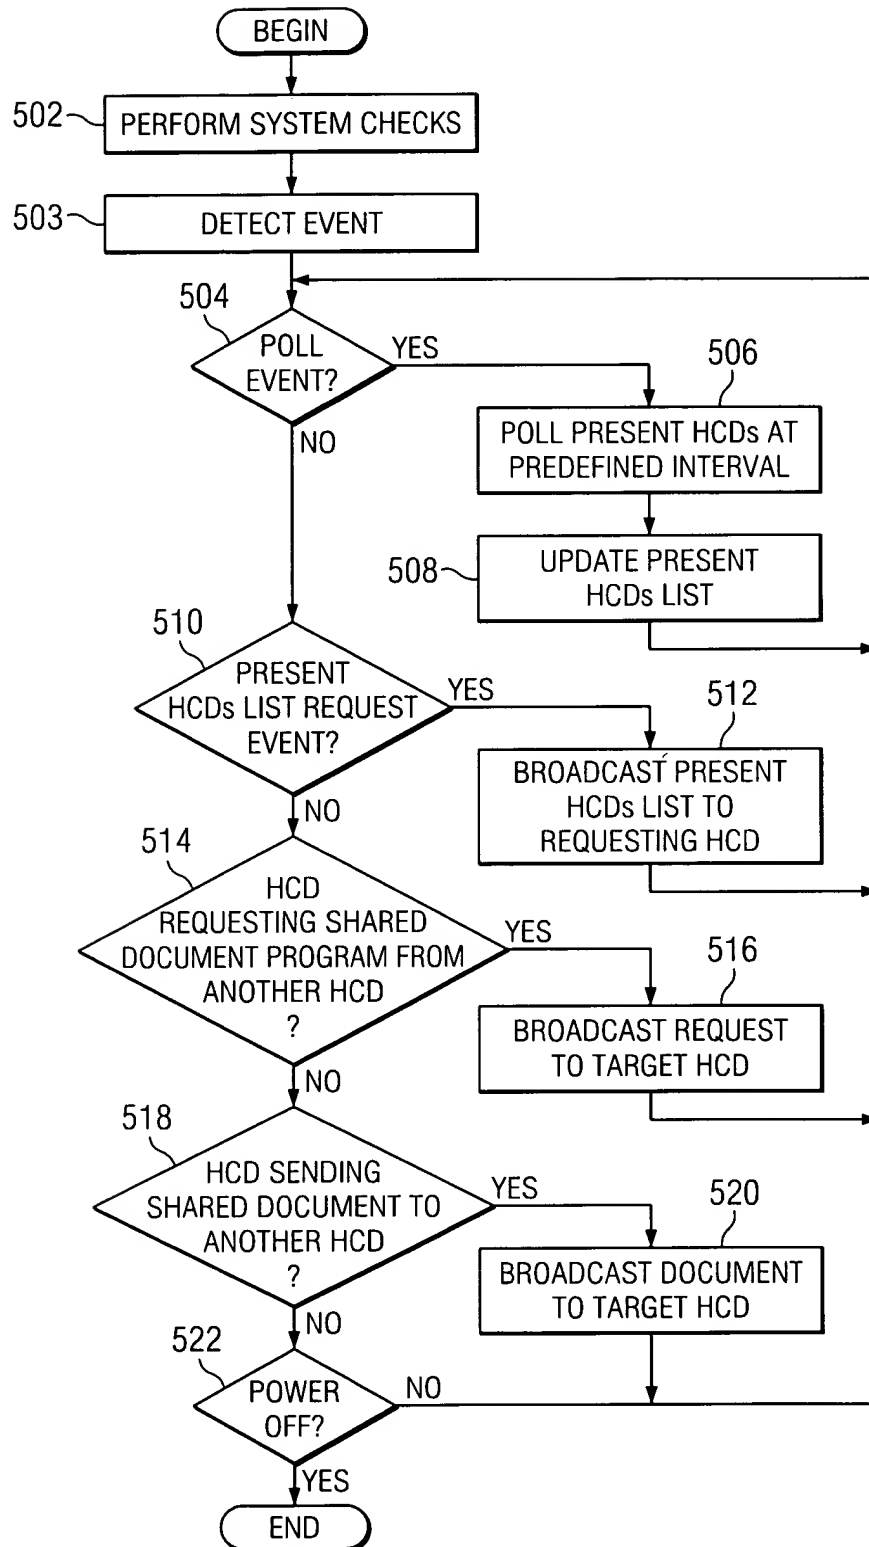 BEGIN
502
PERFORM SYSTEM CHECKS
503
DETECT EVENT
504
POLL
EVENT?
YES
NO
506
POLL PRESENT HCDs AT
PREDEFINED INTERVAL
508
UPDATE PRESENT
HCDs LIST
510
PRESENT
HCDs LIST REQUEST
EVENT?
YES
NO
512
BROADCAST PRESENT
HCDs LIST TO
REQUESTING HCD
514
HCD
REQUESTING SHARED
DOCUMENT PROGRAM FROM
ANOTHER HCD
?
YES
NO
516
BROADCAST REQUEST
TO TARGET HCD
518
HCD SENDING
SHARED DOCUMENT TO
ANOTHER HCD
?
YES
NO
520
BROADCAST DOCUMENT
TO TARGET HCD
522
POWER
OFF?
NO
YES
END